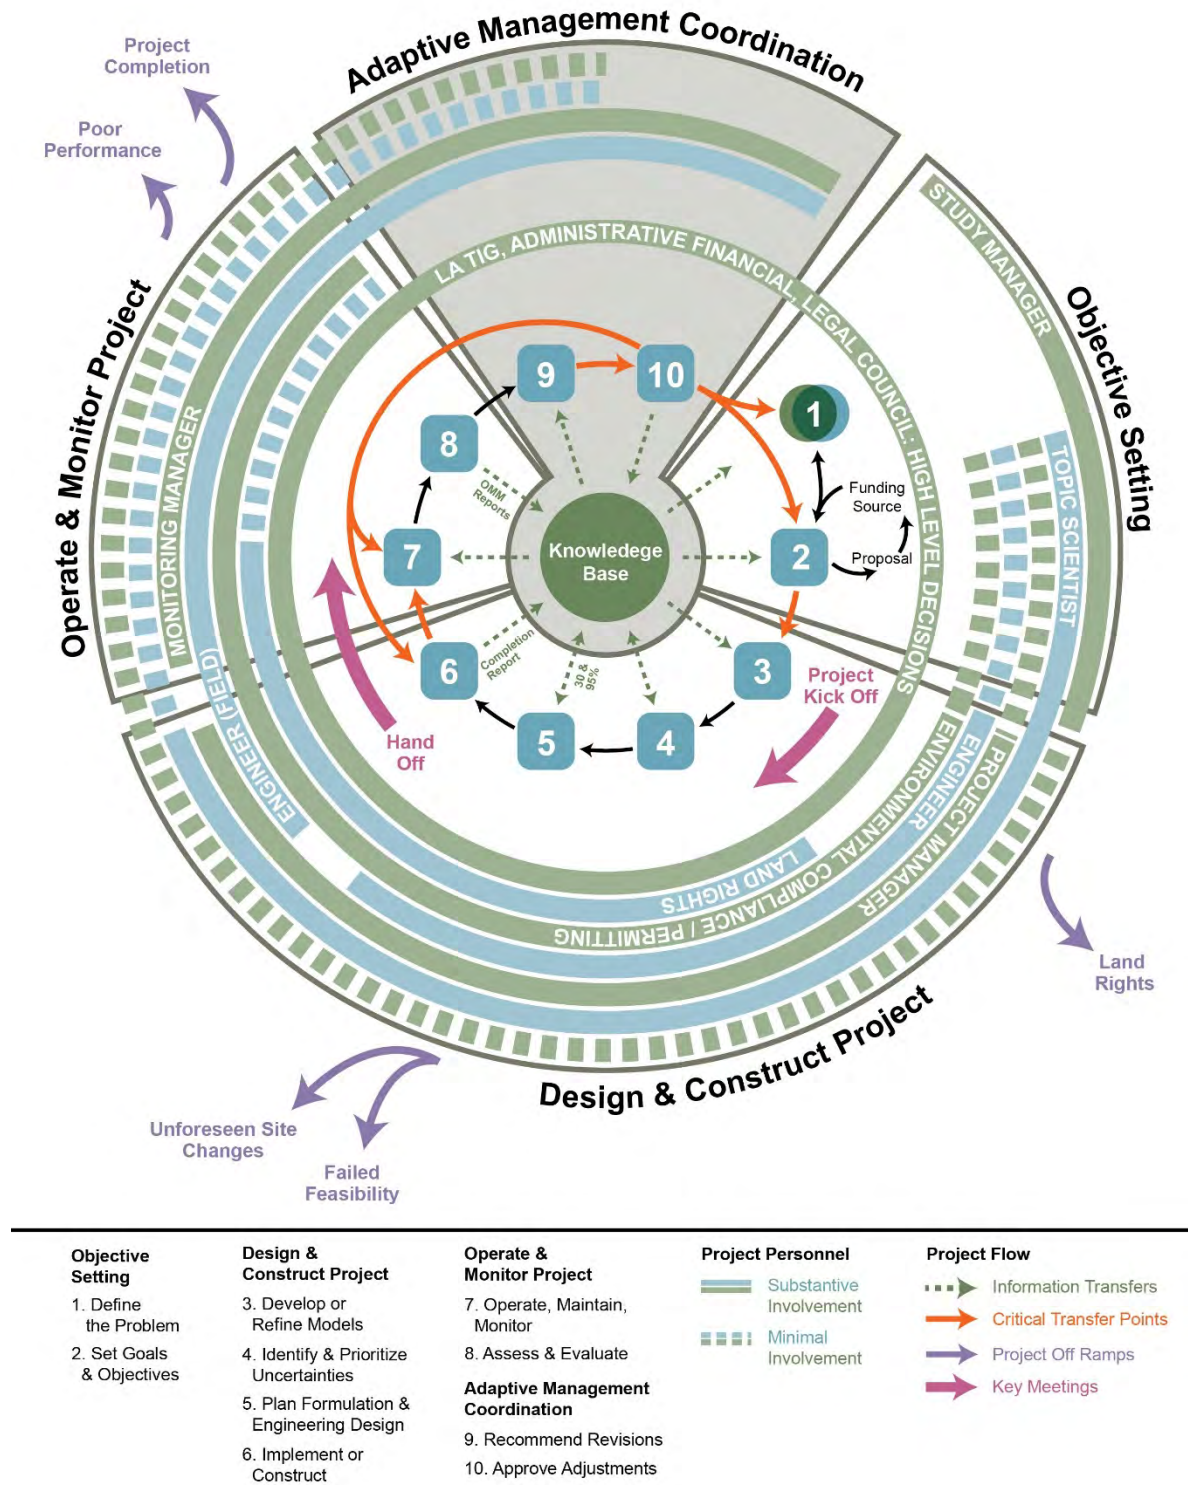 Project
Completion
Poor
Performance
Adaptive Management Coordination
Operate & Monitor Project
Objective Setting
Design & Construct Project
STUDY MANAGER
TOPIC SCIENTIST
MONITORING MANAGER
ENGINEER (FIELD)
LA TIG, ADMINISTRATIVE FINANCIAL, LEGAL COUNCIL: HIGH LEVEL DECISIONS
PROJECT MANAGER
ENGINEER
ENVIRONMENTAL COMPLIANCE / PERMITTING
LAND RIGHTS
9
10
1
8
7
2
6
3
5
4
Funding
Source
Proposal
OMM
Reports
Knowledege
Base
Completion
Report
30 &
95%
Project
Kick Off
Hand
Off
Land
Rights
Unforeseen Site
Changes
Failed
Feasibility
Objective
Setting
1. Define
the Problem
2. Set Goals
& Objectives
Design &
Construct Project
3. Develop or
Refine Models
4. Identify & Prioritize
Uncertainties
5. Plan Formulation &
Engineering Design
6. Implement or
Construct
Operate &
Monitor Project
7. Operate, Maintain,
Monitor
8. Assess & Evaluate
Adaptive Management
Coordination
9. Recommend Revisions
10. Approve Adjustments
Project Personnel
Substantive
Involvement
Minimal
Involvement
Project Flow
Information Transfers
Critical Transfer Points
Project Off Ramps
Key Meetings